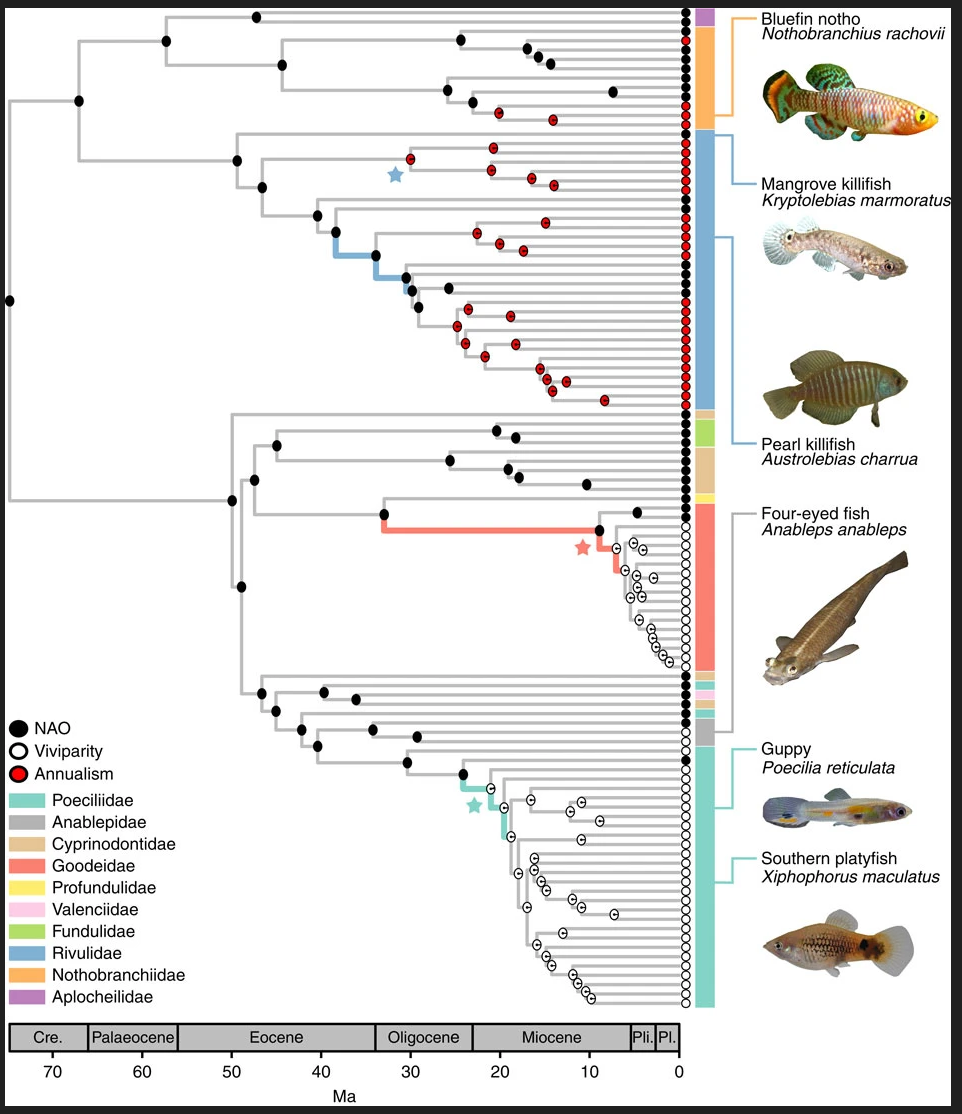 Bluefin notho
Nothobranchius rachovii
Mangrove killifish
Kryptolebias marmoratus
Pearl killifish
Austrolebias charrua
Four-eyed fish
Anableps anableps
Guppy
Poecilia reticulata
Southern platyfish
Xiphophorus maculatus
NAO
Viviparity
Annualism
Poeciliidae
Anablepidae
Cyprinodontidae
Goodeidae
Profundulidae
Valenciidae
Fundulidae
Rivulidae
Nothobranchiidae
Aplocheilidae
Cre. Palaeocene Eocene Oligocene Miocene Pli. Pl.
70 60 50 40 30 20 10 0
Ma